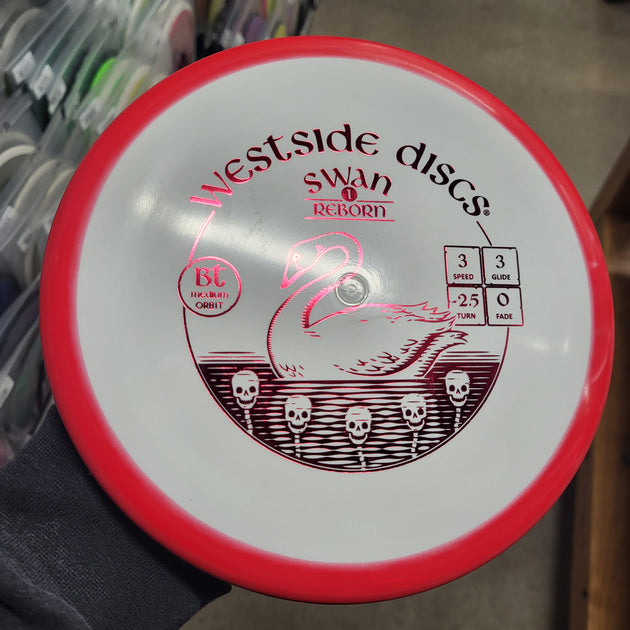 WESTSIDE DISCS®
SWAN
1
REBORN
Bt
medium
ORBIT
3 SPEED
3 GLIDE
-2.5 TURN
0 FADE